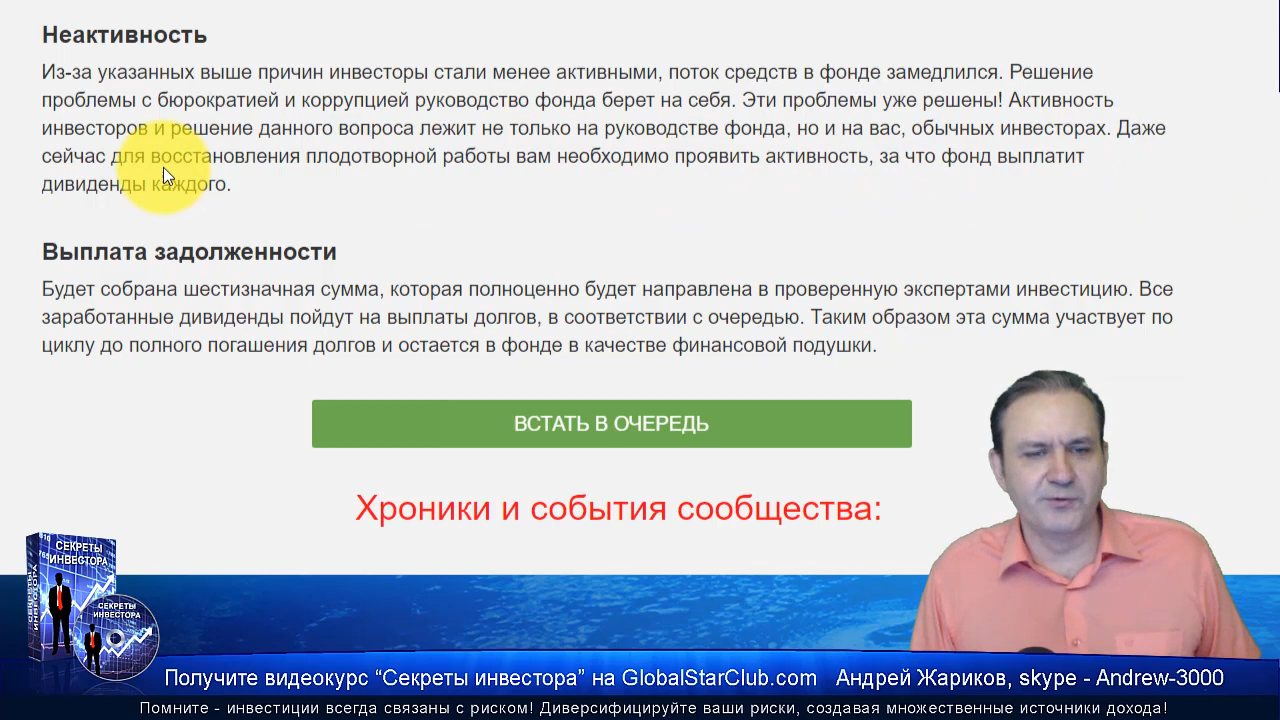 Неактивность
Из-за указанных выше причин инвесторы стали менее активными, поток средств в фонде замедлился. Решение
проблемы с бюрократией и коррупцией руководство фонда берет на себя. Эти проблемы уже решены! Активность
инвесторов и решение данного вопроса лежит не только на руководстве фонда, но и на вас, обычных инвесторах. Даже
сейчас для восстановления плодотворной работы вам необходимо проявить активность, за что фонд выплатит
дивиденды каждого.
Выплата задолженности
Будет собрана шестизначная сумма, которая полноценно будет направлена в проверенную экспертами инвестицию. Все
заработанные дивиденды пойдут на выплаты долгов, в соответствии с очередью. Таким образом эта сумма участвует по
циклу до полного погашения долгов и остается в фонде в качестве финансовой подушки.
ВСТАТЬ В ОЧЕРЕДЬ
Хроники и события сообщества:
СЕКРЕТЫ
ИНВЕСТОРА
СЕКРЕТЫ
ИНВЕСТОРА
Получите видеокурс “Секреты инвестора” на GlobalStarClub.com Андрей Жариков, skype - Andrew-3000
Помните - инвестиции всегда связаны с риском! Диверсифицируйте ваши риски, создавая множественные источники дохода!